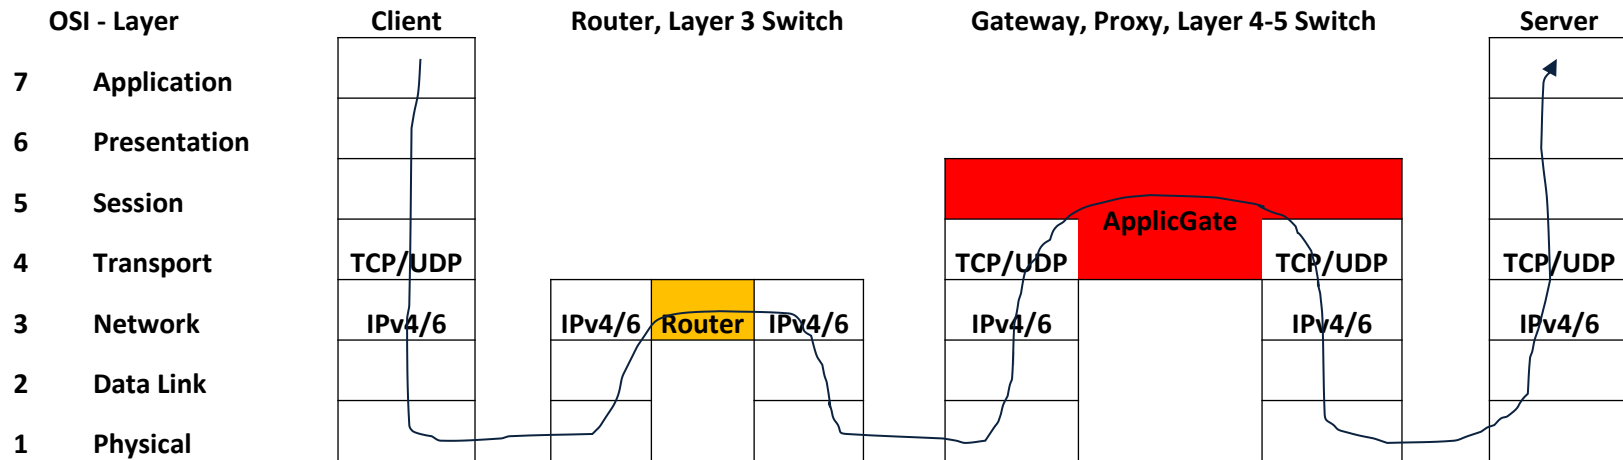 OSI - Layer Client Router, Layer 3 Switch Gateway, Proxy, Layer 4-5 Switch Server
7 Application
6 Presentation
5 Session
ApplicGate
4 Transport TCP/UDP TCP/UDP TCP/UDP TCP/UDP
3 Network IPv4/6 IPv4/6 Router IPv4/6 IPv4/6 IPv4/6 IPv4/6
2 Data Link
1 Physical